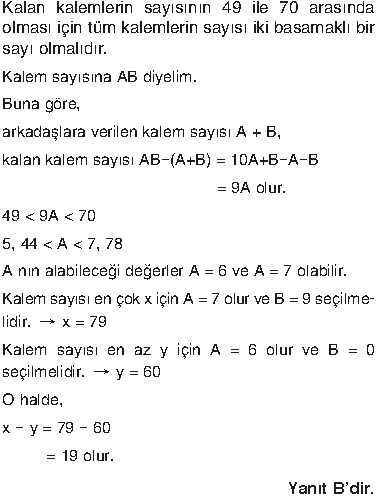 Kalan kalemlerin sayısının 49 ile 70 arasında
olması için tüm kalemlerin sayısı iki basamaklı bir
sayı olmalıdır.
Kalem sayısına AB diyelim.
Buna göre,
arkadaşlara verilen kalem sayısı A + B,
kalan kalem sayısı AB−(A+B) = 10A+B−A−B
= 9A olur.
49 < 9A < 70
5, 44 < A < 7, 78
A nın alabileceği değerler A = 6 ve A = 7 olabilir.
Kalem sayısı en çok x için A = 7 olur ve B = 9 seçilme-
lidir. → x = 79
Kalem sayısı en az y için A = 6 olur ve B = 0
seçilmelidir. → y = 60
O halde,
x − y = 79 − 60
= 19 olur.
Yanıt B'dir.